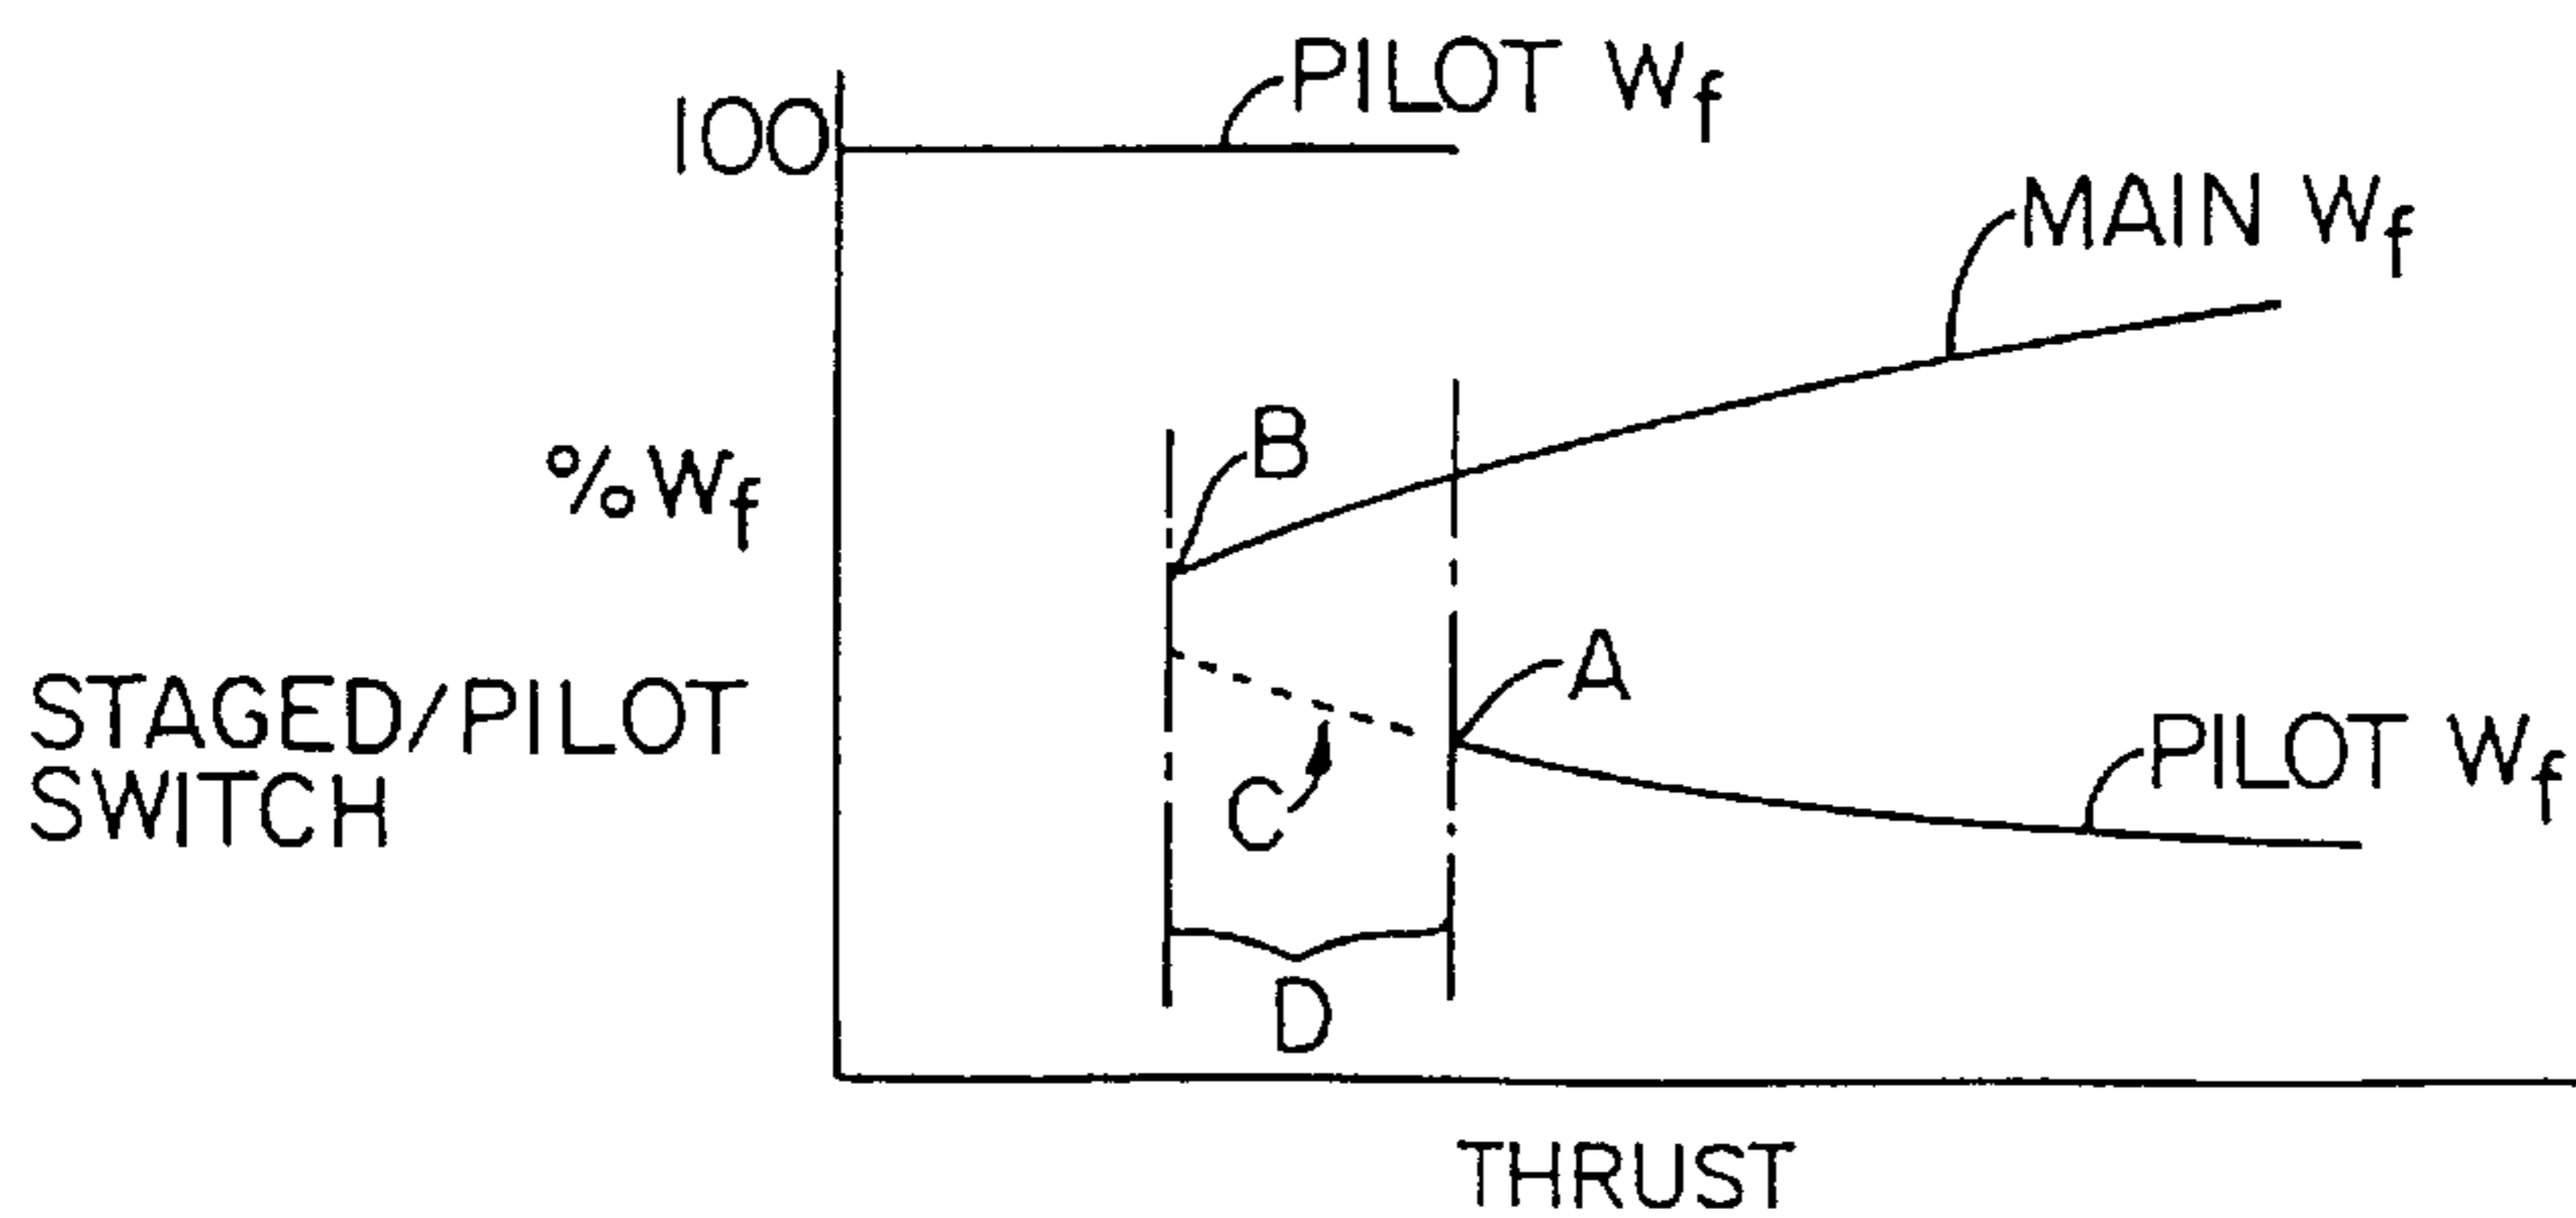 PILOT Wf
100
MAIN Wf
B
%Wf
A
STAGED/PILOT
SWITCH
C
PILOT Wf
D
THRUST